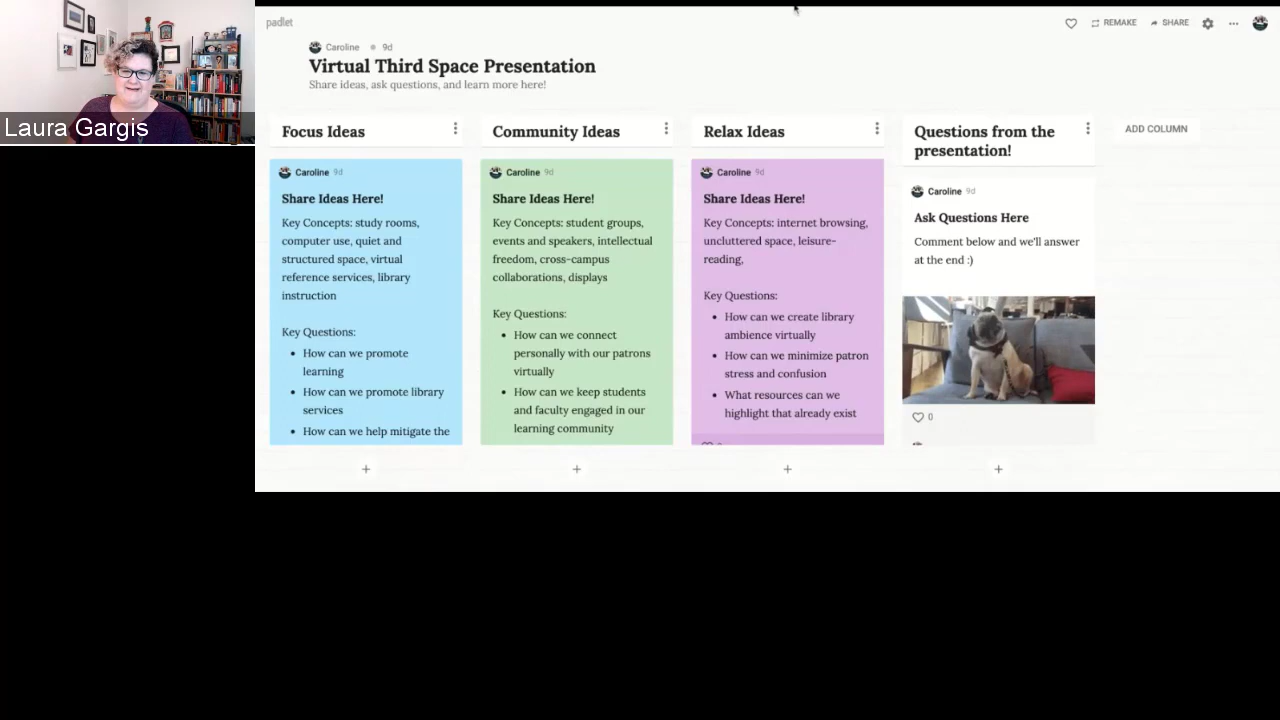 Laura Gargis
padlet
REMAKE
SHARE
Caroline 9d
Virtual Third Space Presentation
Share ideas, ask questions, and learn more here!
Focus Ideas
Caroline 9d
Share Ideas Here!
Key Concepts: study rooms,
computer use, quiet and
structured space, virtual
reference services, library
instruction
Key Questions:
• How can we promote
learning
• How can we promote library
services
• How can we help mitigate the
Community Ideas
Caroline 9d
Share Ideas Here!
Key Concepts: student groups,
events and speakers, intellectual
freedom, cross-campus
collaborations, displays
Key Questions:
• How can we connect
personally with our patrons
virtually
• How can we keep students
and faculty engaged in our
learning community
Relax Ideas
Caroline 9d
Share Ideas Here!
Key Concepts: internet browsing,
uncluttered space, leisure-
reading,
Key Questions:
• How can we create library
ambience virtually
• How can we minimize patron
stress and confusion
• What resources can we
highlight that already exist
Questions from the
presentation!
Caroline 9d
Ask Questions Here
Comment below and we'll answer
at the end :)
0
ADD COLUMN